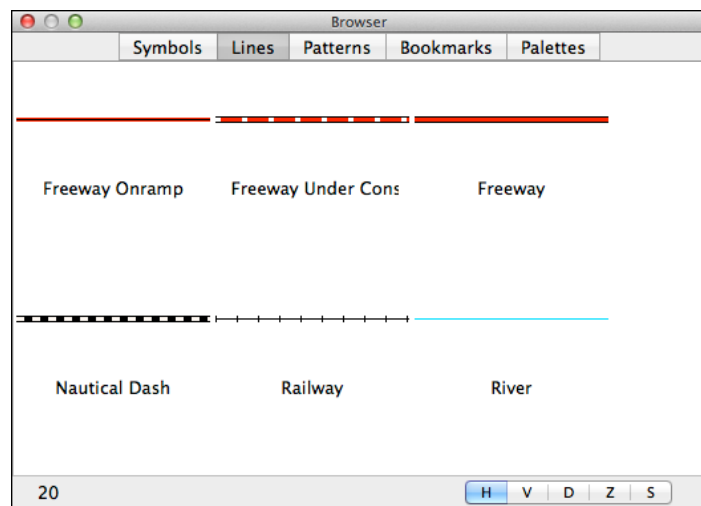 Browser
Symbols Lines Patterns Bookmarks Palettes
Freeway Onramp Freeway Under Cons Freeway
Nautical Dash Railway River
20 H V D Z S